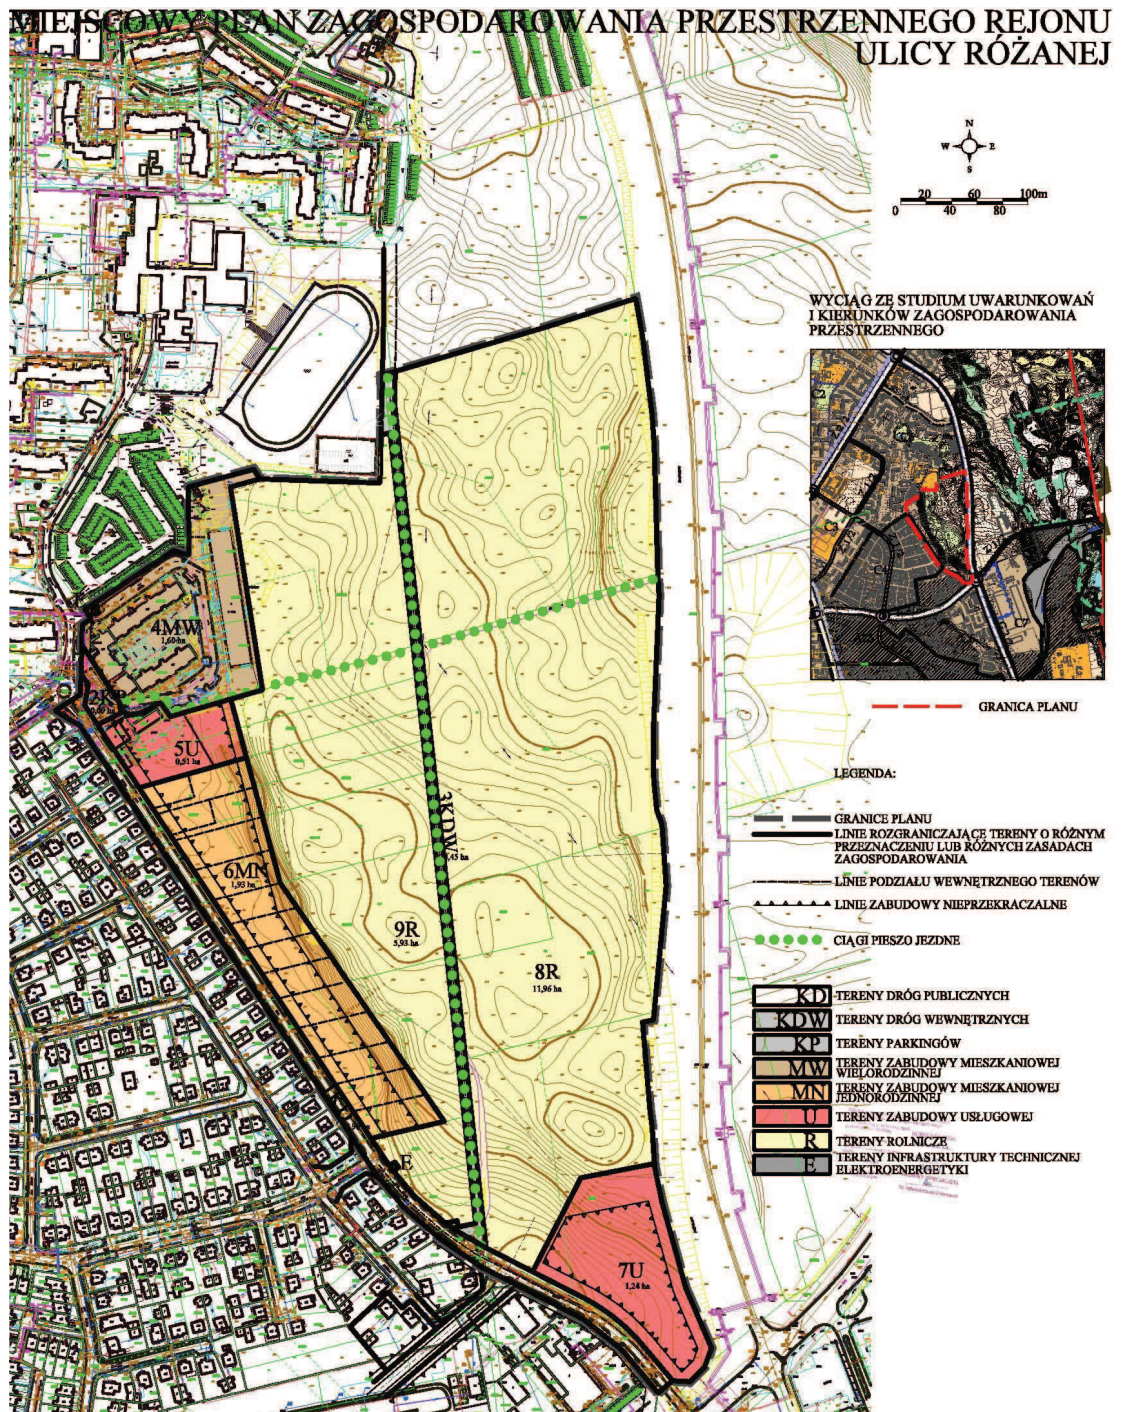 MIEJSCOWY PLAN ZAGOSPODAROWANIA PRZESTRZENNEGO REJONU
ULICY RÓŻANEJ
N
W E
S
20 60 100m
0 40 80
WYCIĄG ZE STUDIUM UWARUNKOWAŃ
I KIERUNKÓW ZAGOSPODAROWANIA
PRZESTRZENNEGO
GRANICA PLANU
LEGENDA:
GRANICE PLANU
LINIE ROZGRANICZAJĄCE TERENY O RÓŻNYM
PRZEZNACZENIU LUB RÓŻNYCH ZASADACH
ZAGOSPODAROWANIA
LINIE PODZIAŁU WEWNĘTRZNEGO TERENÓW
LINIE ZABUDOWY NIEPRZEKRACZALNE
CIĄGI PIESZO JEZDNE
KD TERENY DRÓG PUBLICZNYCH
KDW TERENY DRÓG WEWNĘTRZNYCH
KP TERENY PARKINGÓW
MW TERENY ZABUDOWY MIESZKANIOWEJ
WIELORODZINNEJ
MN TERENY ZABUDOWY MIESZKANIOWEJ
JEDNORODZINNEJ
U TERENY ZABUDOWY USŁUGOWEJ
R TERENY ROLNICZE
E TERENY INFRASTRUKTURY TECHNICZNEJ
ELEKTROENERGETYKI
4MW
1,60 ha
2KP
5U
0,51 ha
6MN
1,93 ha
3KDW
9R
5,93 ha
8R
11,96 ha
E
7U
1,24 ha